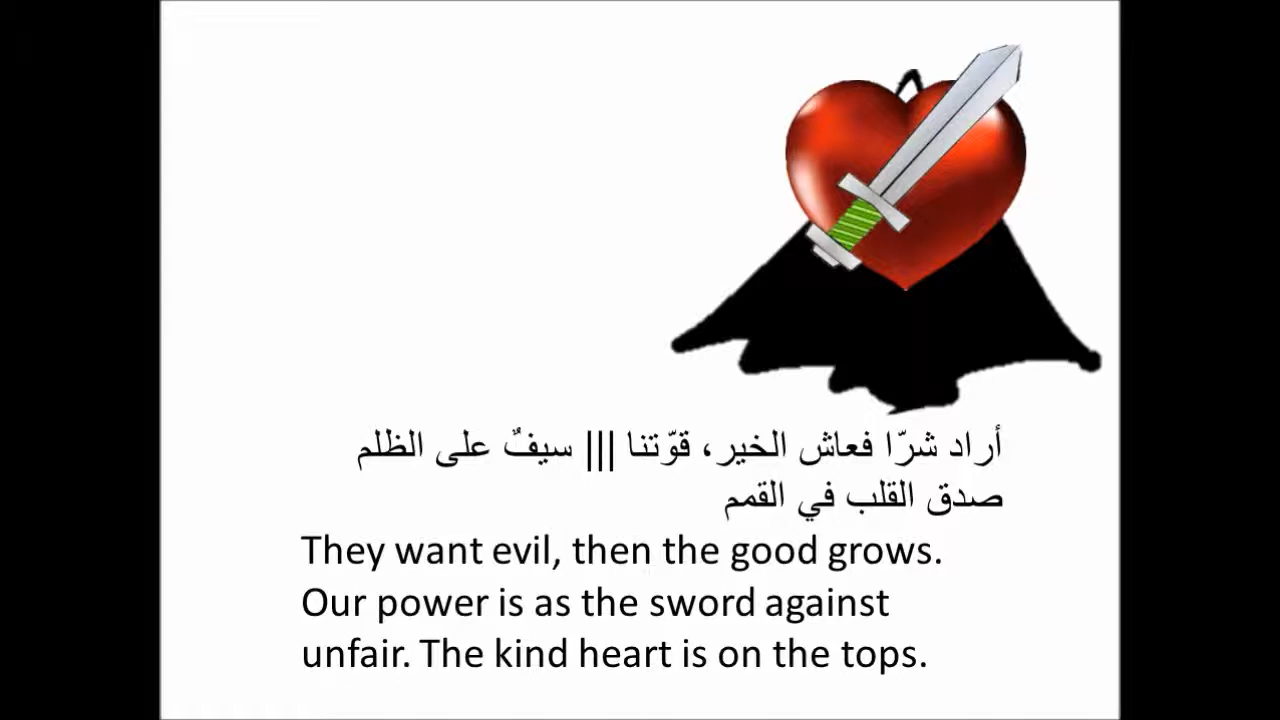 أراد شرّا فعاش الخير، قوّتنا ||| سيفٌ على الظلم
صدق القلب في القمم
They want evil, then the good grows.
Our power is as the sword against
unfair. The kind heart is on the tops.